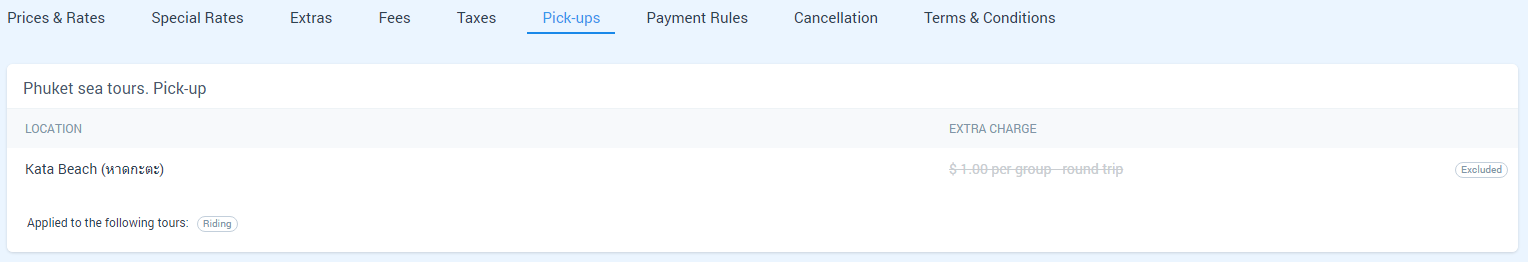 Prices & Rates Special Rates Extras Fees Taxes Pick-ups Payment Rules Cancellation Terms & Conditions
Phuket sea tours. Pick-up
LOCATION EXTRA CHARGE
Kata Beach (หาดกะตะ) $ 1.00 per group - round trip Excluded
Applied to the following tours: Riding